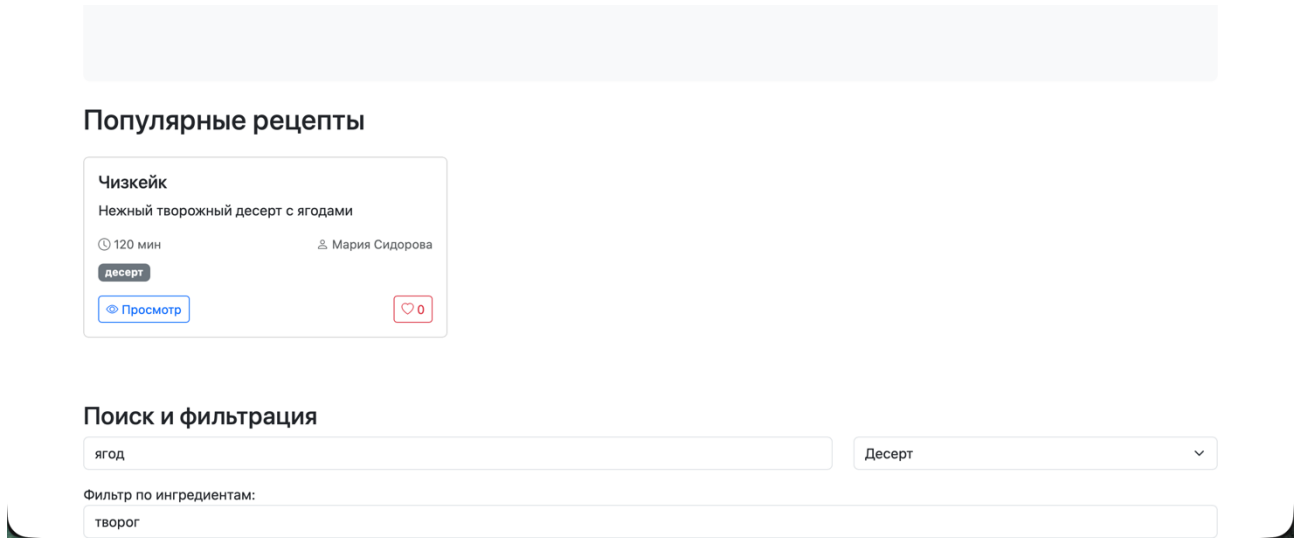 Популярные рецепты
Чизкейк
Нежный творожный десерт с ягодами
120 мин
Мария Сидорова
десерт
Просмотр
0
Поиск и фильтрация
ягод
Десерт
Фильтр по ингредиентам:
творог